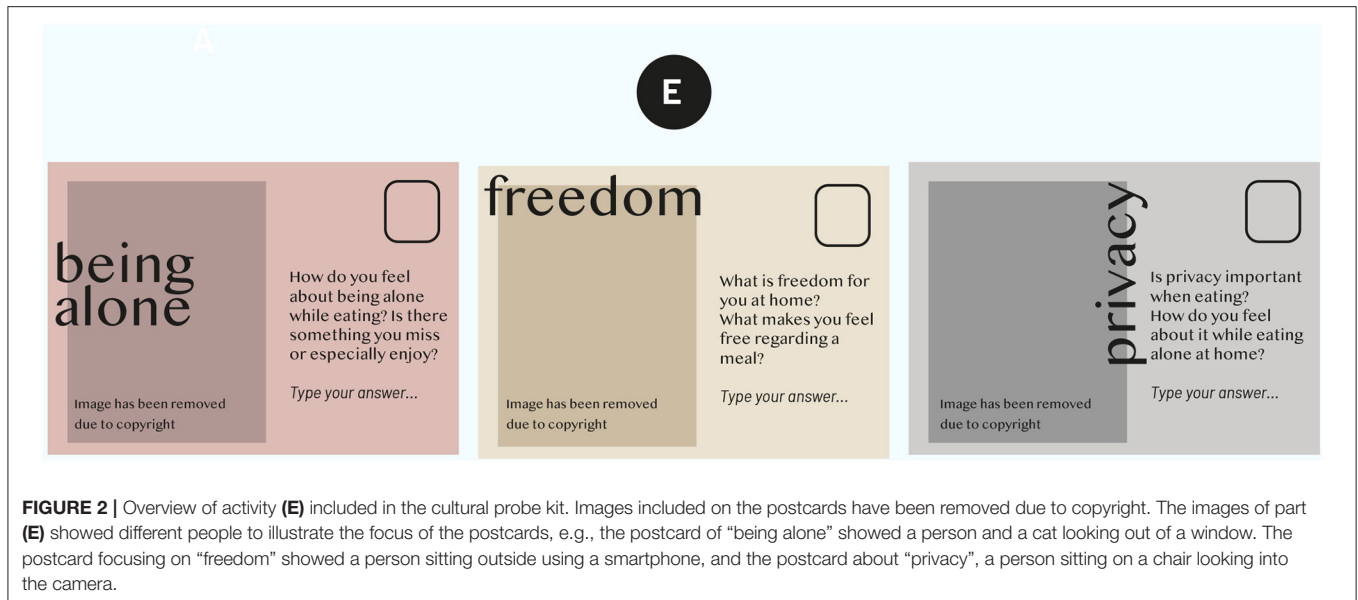 A
E
being
alone
How do you feel
about being alone
while eating? Is there
something you miss
or especially enjoy?
Type your answer...
Image has been removed
due to copyright
freedom
What is freedom for
you at home?
What makes you feel
free regarding a
meal?
Type your answer...
Image has been removed
due to copyright
privacy
Is privacy important
when eating?
How do you feel
about it while eating
alone at home?
Type your answer...
Image has been removed
due to copyright
FIGURE 2 | Overview of activity (E) included in the cultural probe kit. Images included on the postcards have been removed due to copyright. The images of part
(E) showed different people to illustrate the focus of the postcards, e.g., the postcard of “being alone” showed a person and a cat looking out of a window. The
postcard focusing on “freedom” showed a person sitting outside using a smartphone, and the postcard about “privacy”, a person sitting on a chair looking into
the camera.